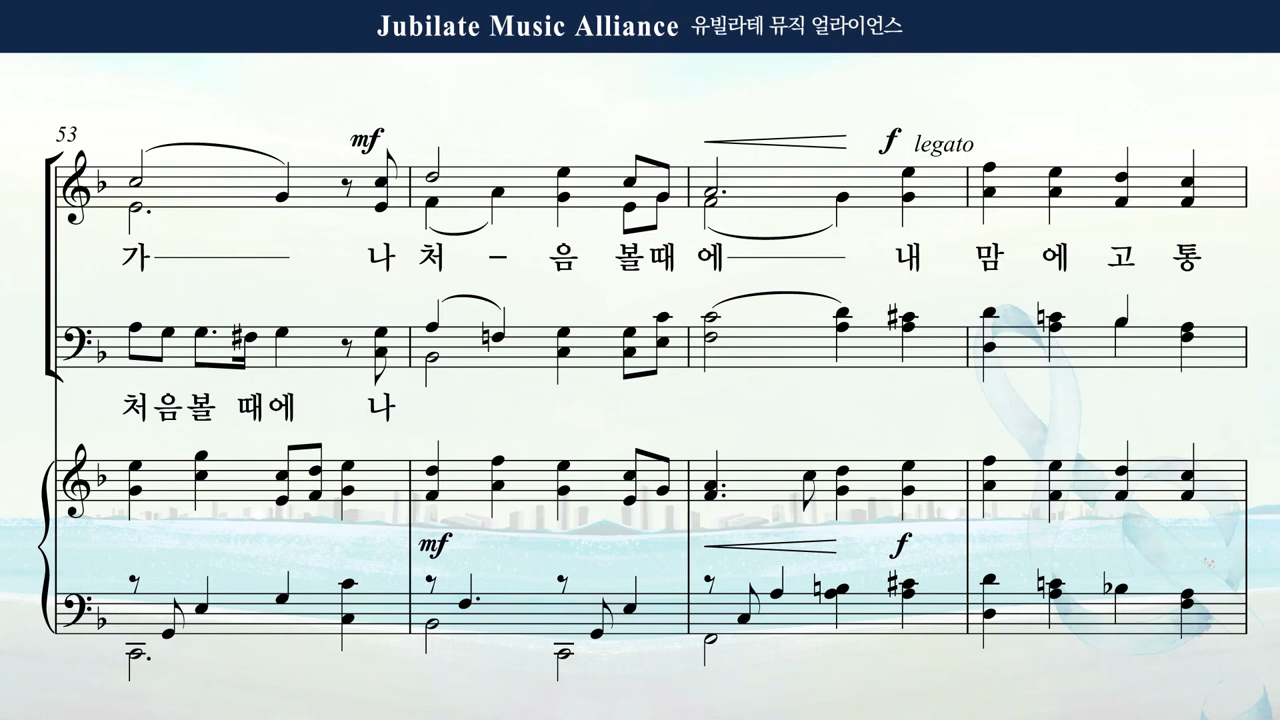 Jubilate Music Alliance 유빌라테 뮤직 얼라이언스
53
mf
f legato
가 나 처 - 음 볼때 에 내 맘 에 고 통
처음볼 때에 나
mf
f